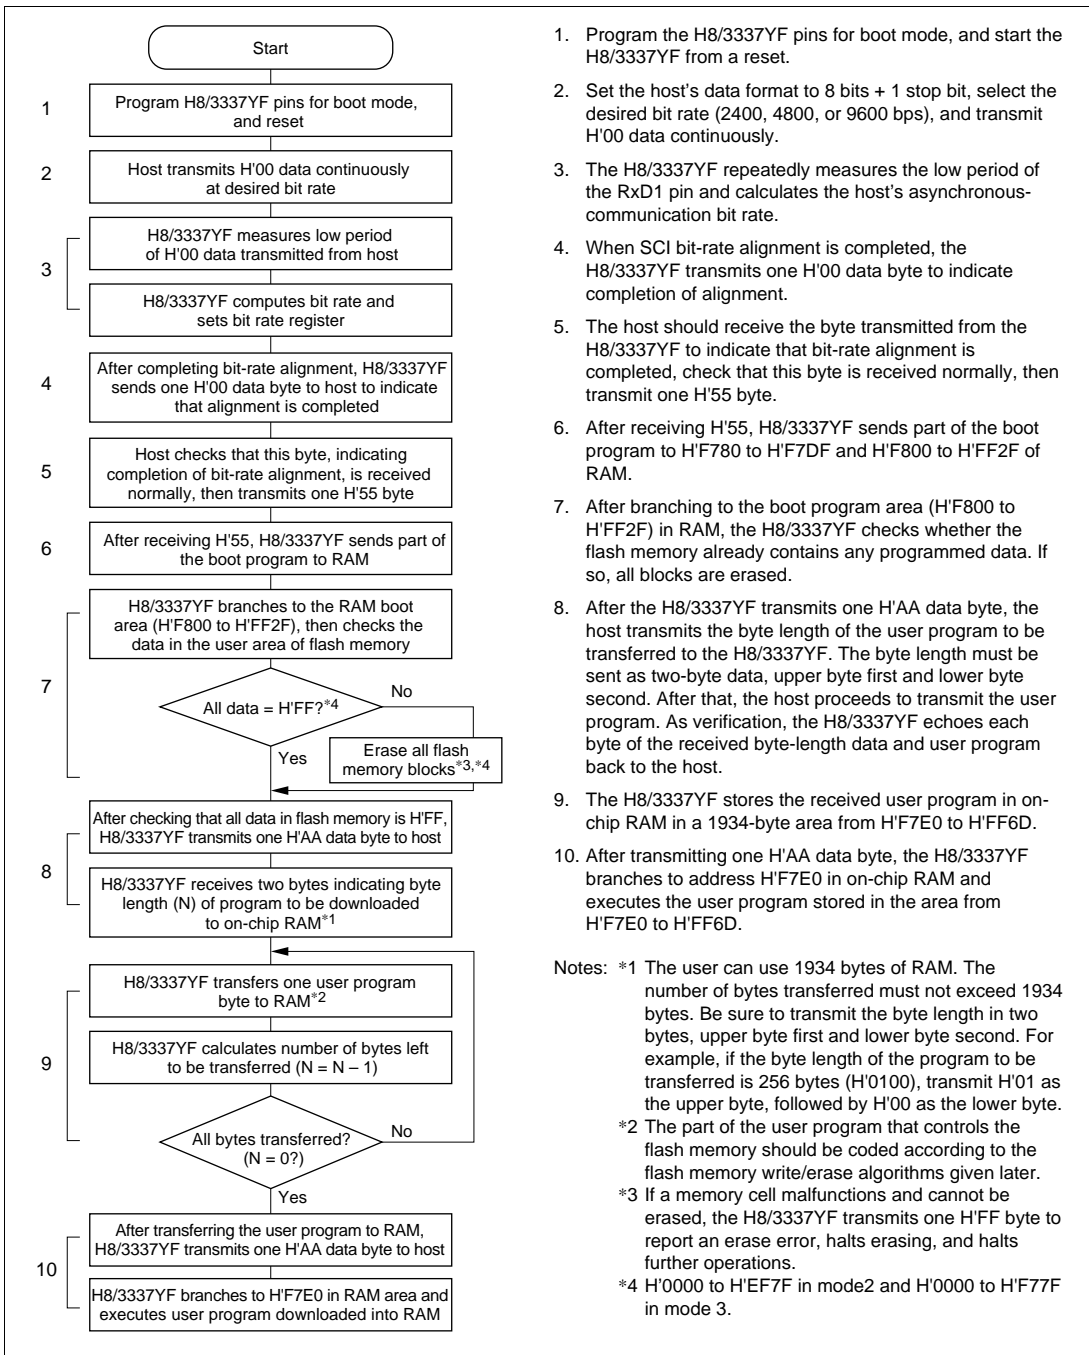 Start
1
Program H8/3337YF pins for boot mode,
and reset
2
Host transmits H'00 data continuously
at desired bit rate
3
H8/3337YF measures low period
of H'00 data transmitted from host
H8/3337YF computes bit rate and
sets bit rate register
4
After completing bit-rate alignment, H8/3337YF
sends one H'00 data byte to host to indicate
that alignment is completed
5
Host checks that this byte, indicating
completion of bit-rate alignment, is received
normally, then transmits one H'55 byte
6
After receiving H'55, H8/3337YF sends part of
the boot program to RAM
7
H8/3337YF branches to the RAM boot
area (H'F800 to H'FF2F), then checks the
data in the user area of flash memory
All data = H'FF?*4
No
Yes
Erase all flash
memory blocks*3,*4
8
After checking that all data in flash memory is H'FF,
H8/3337YF transmits one H'AA data byte to host
H8/3337YF receives two bytes indicating byte
length (N) of program to be downloaded
to on-chip RAM*1
9
H8/3337YF transfers one user program
byte to RAM*2
H8/3337YF calculates number of bytes left
to be transferred (N = N – 1)
All bytes transferred?
(N = 0?)
No
Yes
10
After transferring the user program to RAM,
H8/3337YF transmits one H'AA data byte to host
H8/3337YF branches to H'F7E0 in RAM area and
executes user program downloaded into RAM
1. Program the H8/3337YF pins for boot mode, and start the
H8/3337YF from a reset.
2. Set the host's data format to 8 bits + 1 stop bit, select the
desired bit rate (2400, 4800, or 9600 bps), and transmit
H'00 data continuously.
3. The H8/3337YF repeatedly measures the low period of
the RxD1 pin and calculates the host's asynchronous-
communication bit rate.
4. When SCI bit-rate alignment is completed, the
H8/3337YF transmits one H'00 data byte to indicate
completion of alignment.
5. The host should receive the byte transmitted from the
H8/3337YF to indicate that bit-rate alignment is
completed, check that this byte is received normally, then
transmit one H'55 byte.
6. After receiving H'55, H8/3337YF sends part of the boot
program to H'F780 to H'F7DF and H'F800 to H'FF2F of
RAM.
7. After branching to the boot program area (H'F800 to
H'FF2F) in RAM, the H8/3337YF checks whether the
flash memory already contains any programmed data. If
so, all blocks are erased.
8. After the H8/3337YF transmits one H'AA data byte, the
host transmits the byte length of the user program to be
transferred to the H8/3337YF. The byte length must be
sent as two-byte data, upper byte first and lower byte
second. After that, the host proceeds to transmit the user
program. As verification, the H8/3337YF echoes each
byte of the received byte-length data and user program
back to the host.
9. The H8/3337YF stores the received user program in on-
chip RAM in a 1934-byte area from H'F7E0 to H'FF6D.
10. After transmitting one H'AA data byte, the H8/3337YF
branches to address H'F7E0 in on-chip RAM and
executes the user program stored in the area from
H'F7E0 to H'FF6D.
Notes: *1 The user can use 1934 bytes of RAM. The
number of bytes transferred must not exceed 1934
bytes. Be sure to transmit the byte length in two
bytes, upper byte first and lower byte second. For
example, if the byte length of the program to be
transferred is 256 bytes (H'0100), transmit H'01 as
the upper byte, followed by H'00 as the lower byte.
*2 The part of the user program that controls the
flash memory should be coded according to the
flash memory write/erase algorithms given later.
*3 If a memory cell malfunctions and cannot be
erased, the H8/3337YF transmits one H'FF byte to
report an erase error, halts erasing, and halts
further operations.
*4 H'0000 to H'EF7F in mode2 and H'0000 to H'F77F
in mode 3.